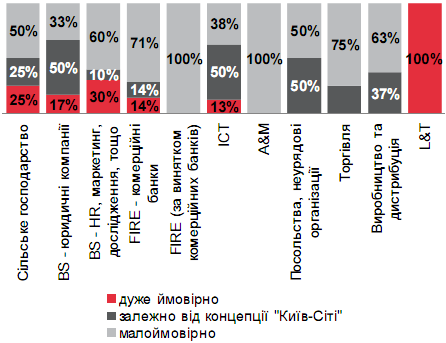 50% 33% 60% 71% 100% 38% 100% 50% 75% 63% 100%
25% 50% 10% 14% 50% 50% 37%
25% 17% 30% 14% 13%
Сільське господарство
BS - юридичні компанії
BS - HR, маркетинг,
дослідження, тощо
FIRE - комерційні
банки
FIRE (за винятком
комерційних банків)
ICT
A&M
Посольства, неурядові
організації
Торгівля
Виробництво та
дистрибуція
L&T
дуже ймовірно
залежно від концепції "Київ-Сіті"
малоймовірно